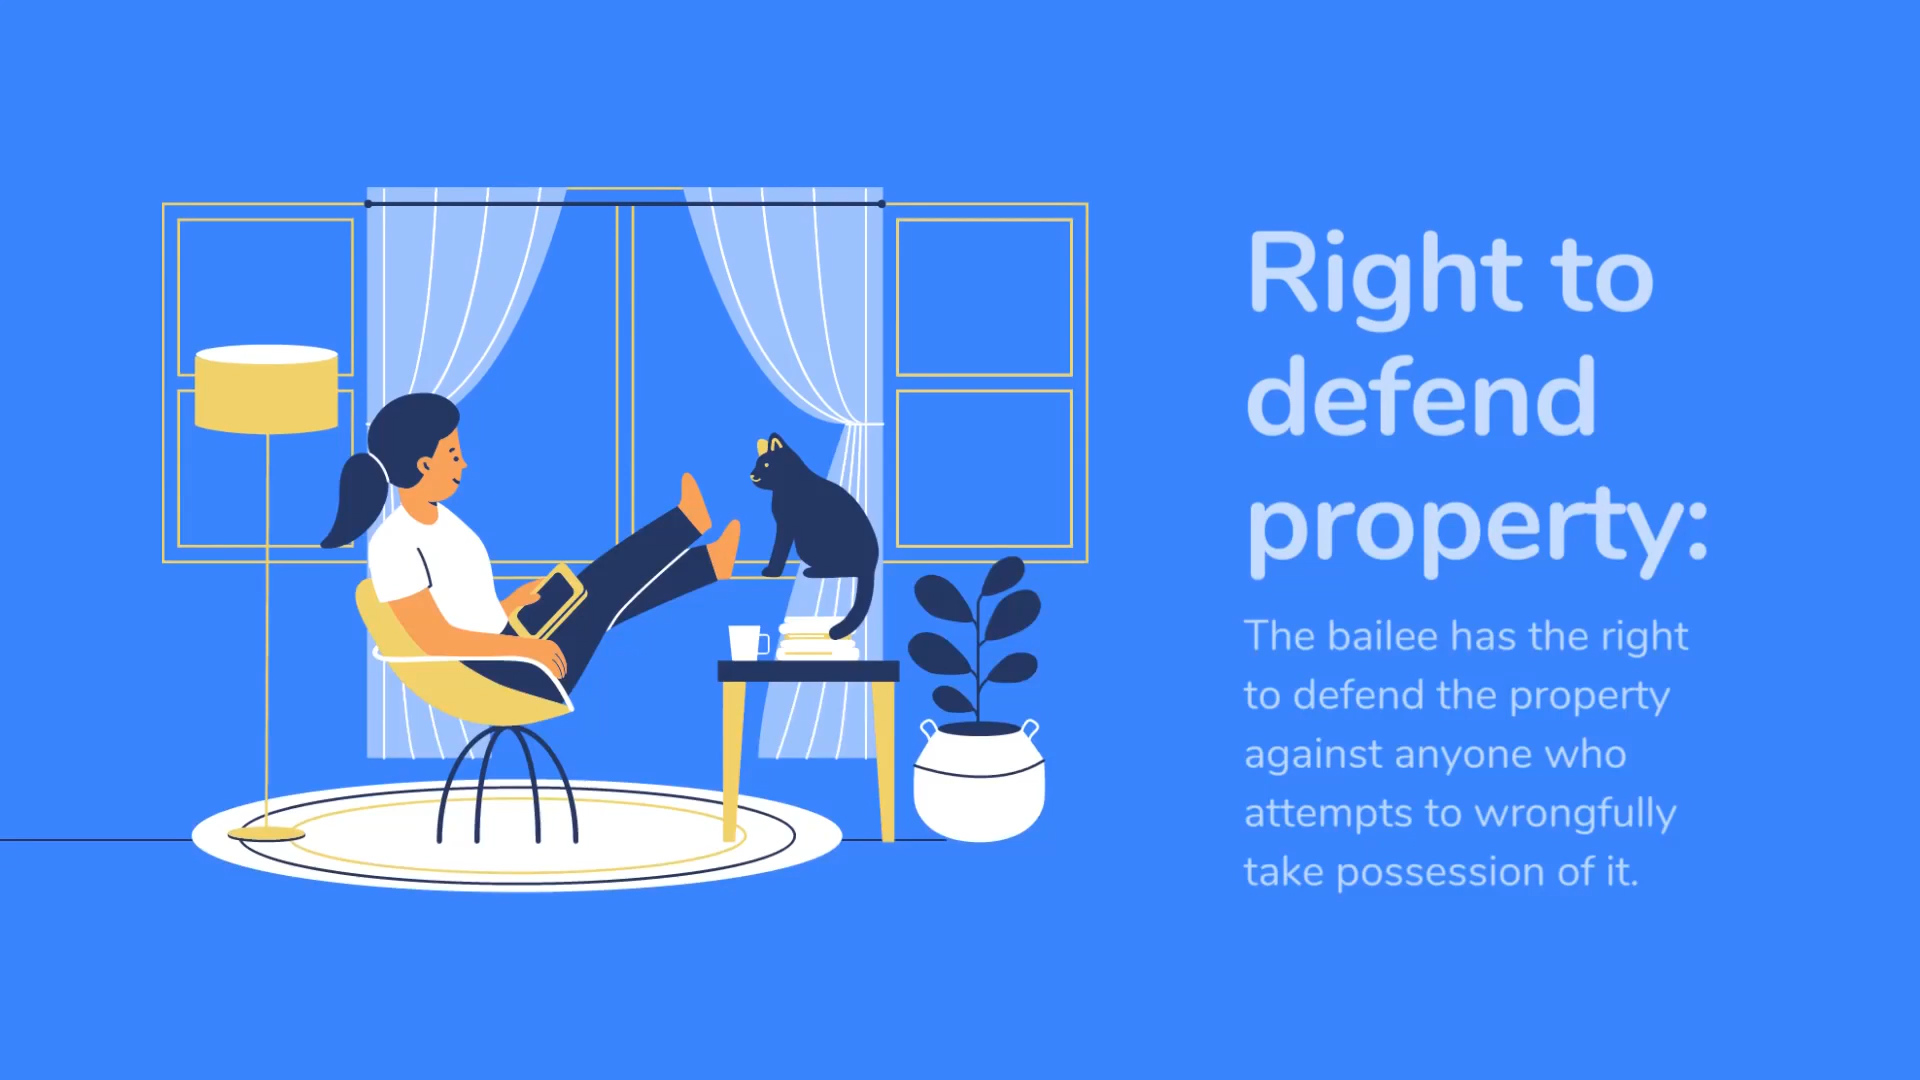 Right to
defend
property:
The bailee has the right
to defend the property
against anyone who
attempts to wrongfully
take possession of it.